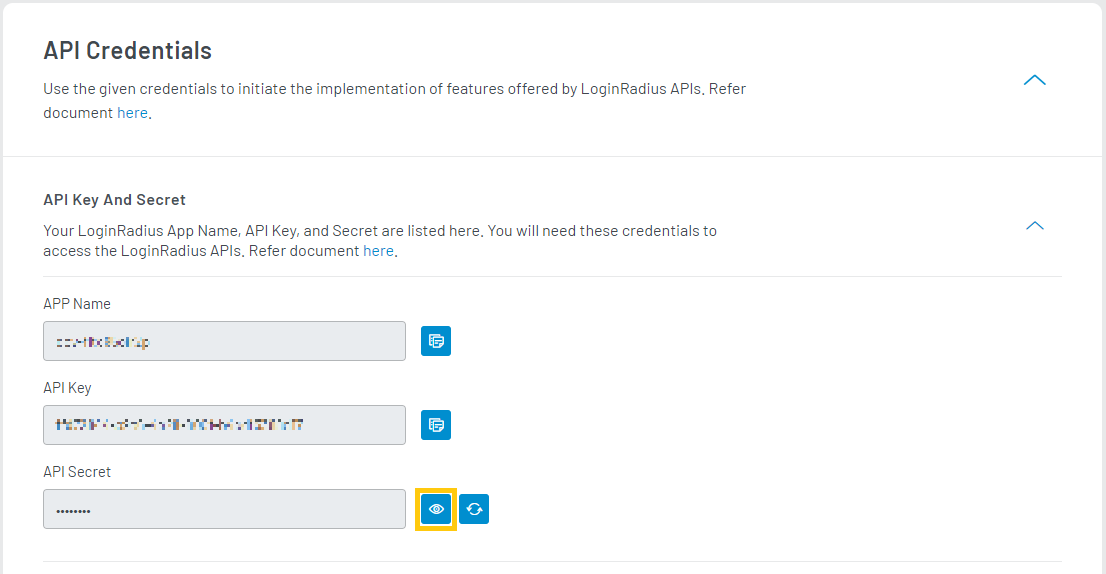 API Credentials
Use the given credentials to initiate the implementation of features offered by LoginRadius APIs. Refer
document here.
API Key And Secret
Your LoginRadius App Name, API Key, and Secret are listed here. You will need these credentials to
access the LoginRadius APIs. Refer document here.
APP Name
API Key
API Secret
••••••••